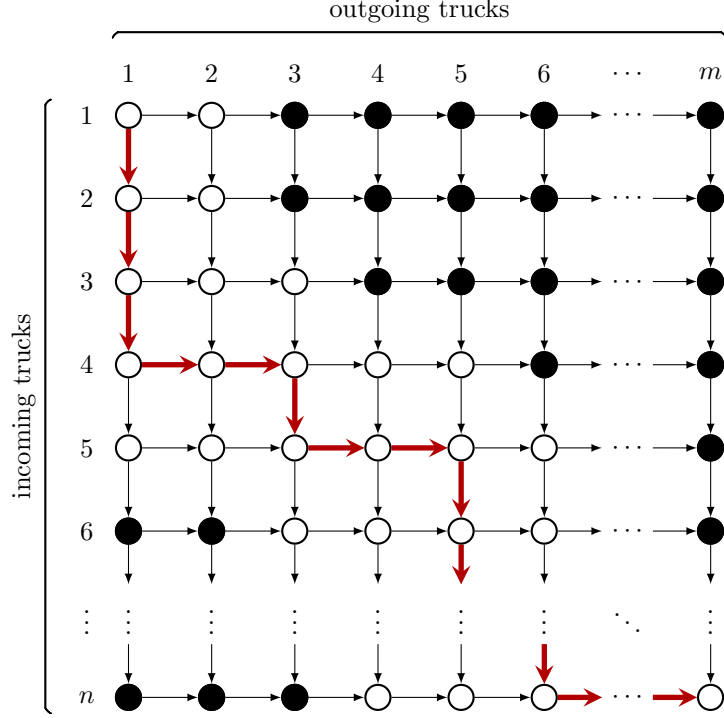 outgoing trucks
1 2 3 4 5 6 ⋯ m
incoming trucks
1 ⋯
2 ⋯
3 ⋯
4 ⋯
5 ⋯
6 ⋯
⋮ ⋮ ⋮ ⋮ ⋮ ⋮ ⋮ ⋱ ⋮
n ⋯